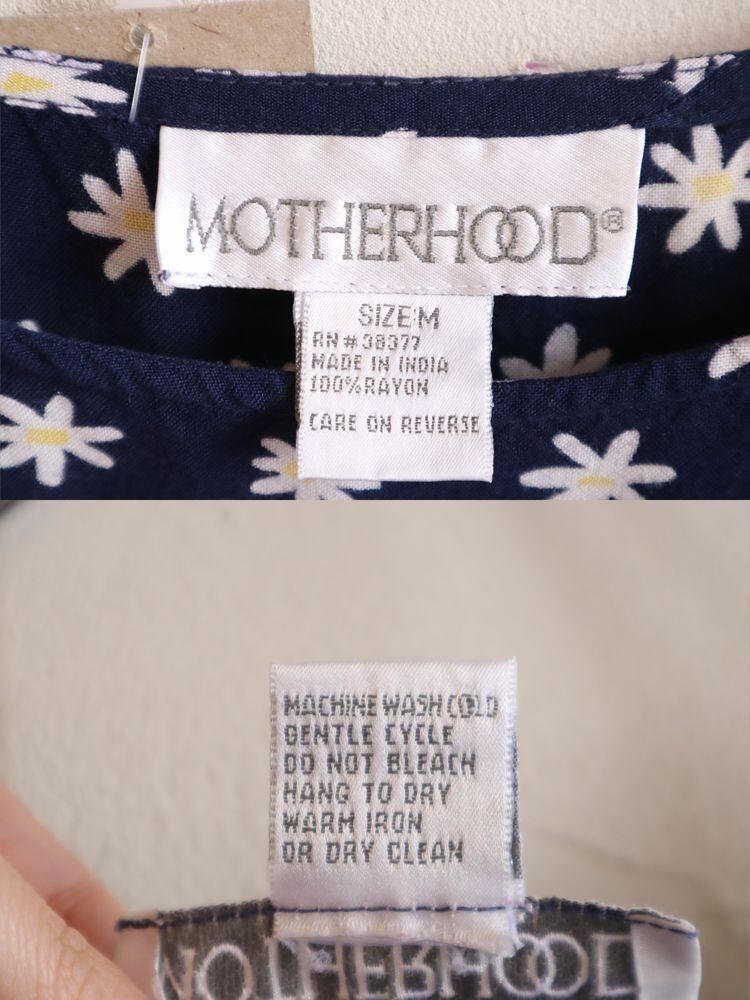 MOTHERHOOD®
SIZE:M
RN#38377
MADE IN INDIA
100%RAYON
CARE ON REVERSE
MACHINE WASH COLD
GENTLE CYCLE
DO NOT BLEACH
HANG TO DRY
WARM IRON
OR DRY CLEAN
MOTHERHOOD